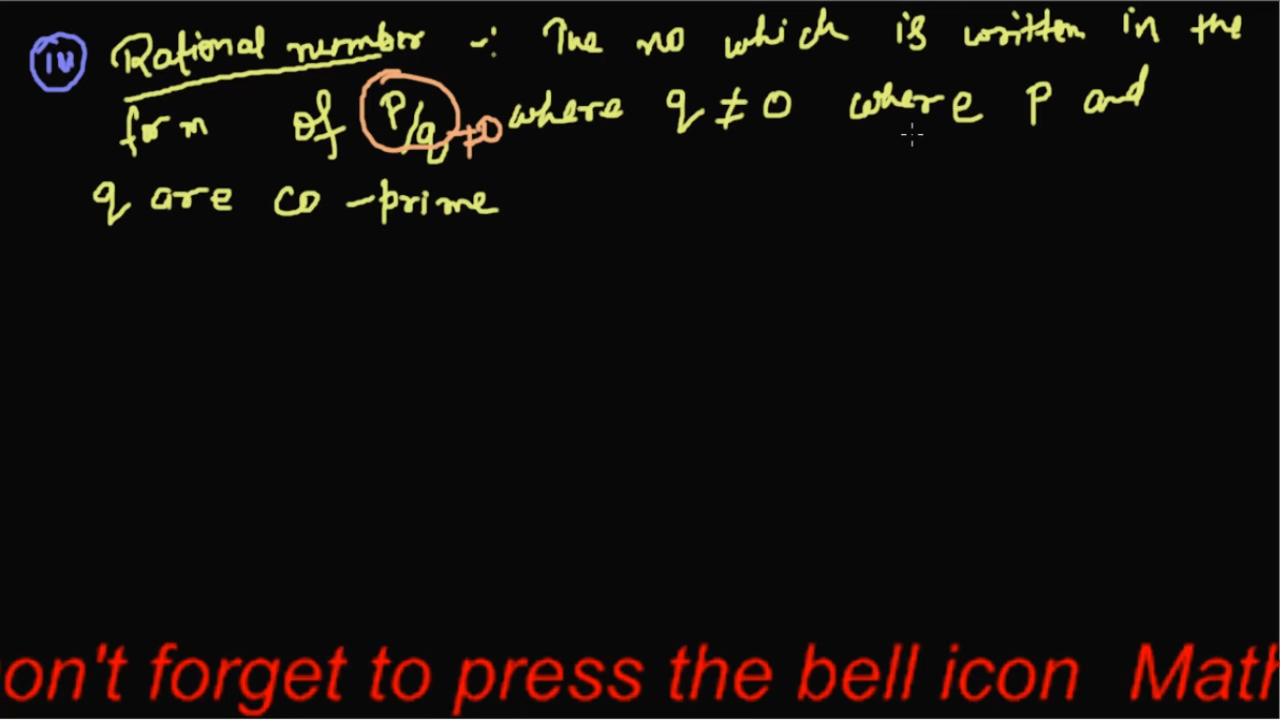 iv Rational number -: The no which is written in the
form of P/q ≠0 where q ≠ 0 where P and
q are co-prime
on't forget to press the bell icon Math